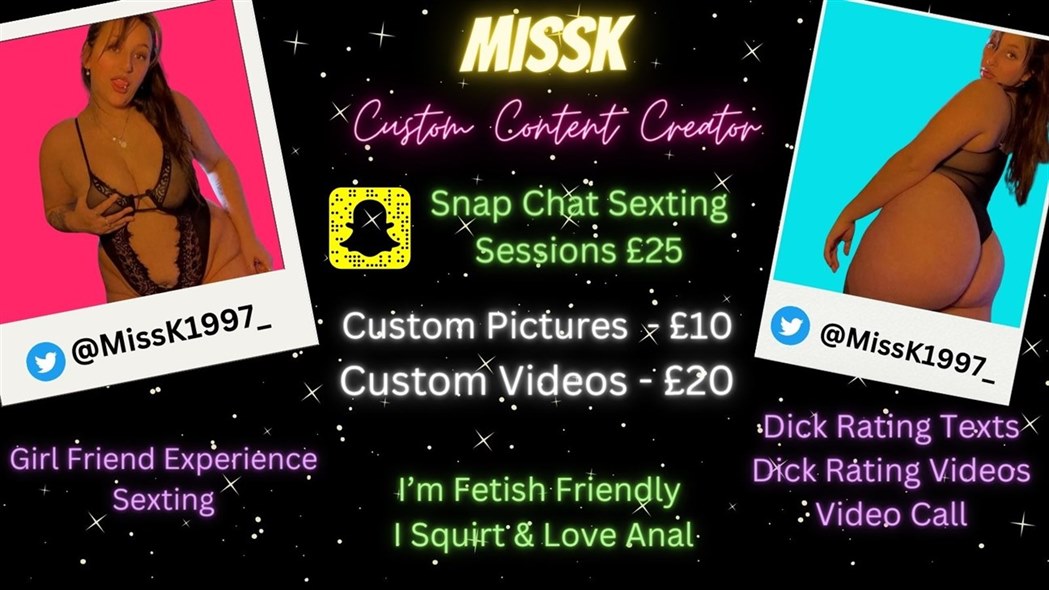 MISSK
Custom Content Creator
Snap Chat Sexting
Sessions £25
Custom Pictures - £10
Custom Videos - £20
@MissK1997_
@MissK1997_
Girl Friend Experience
Sexting
I'm Fetish Friendly
I Squirt & Love Anal
Dick Rating Texts
Dick Rating Videos
Video Call